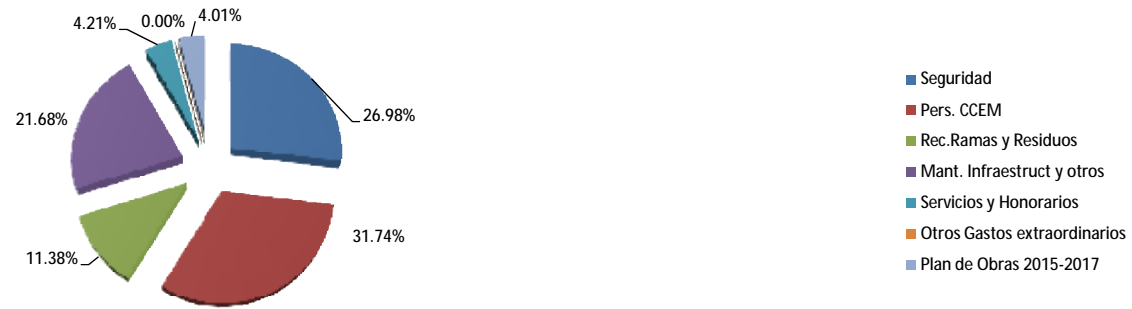 4.21%
0.00%
4.01%
26.98%
21.68%
31.74%
11.38%
Seguridad
Pers. CCEM
Rec.Ramas y Residuos
Mant. Infraestruct y otros
Servicios y Honorarios
Otros Gastos extraordinarios
Plan de Obras 2015-2017